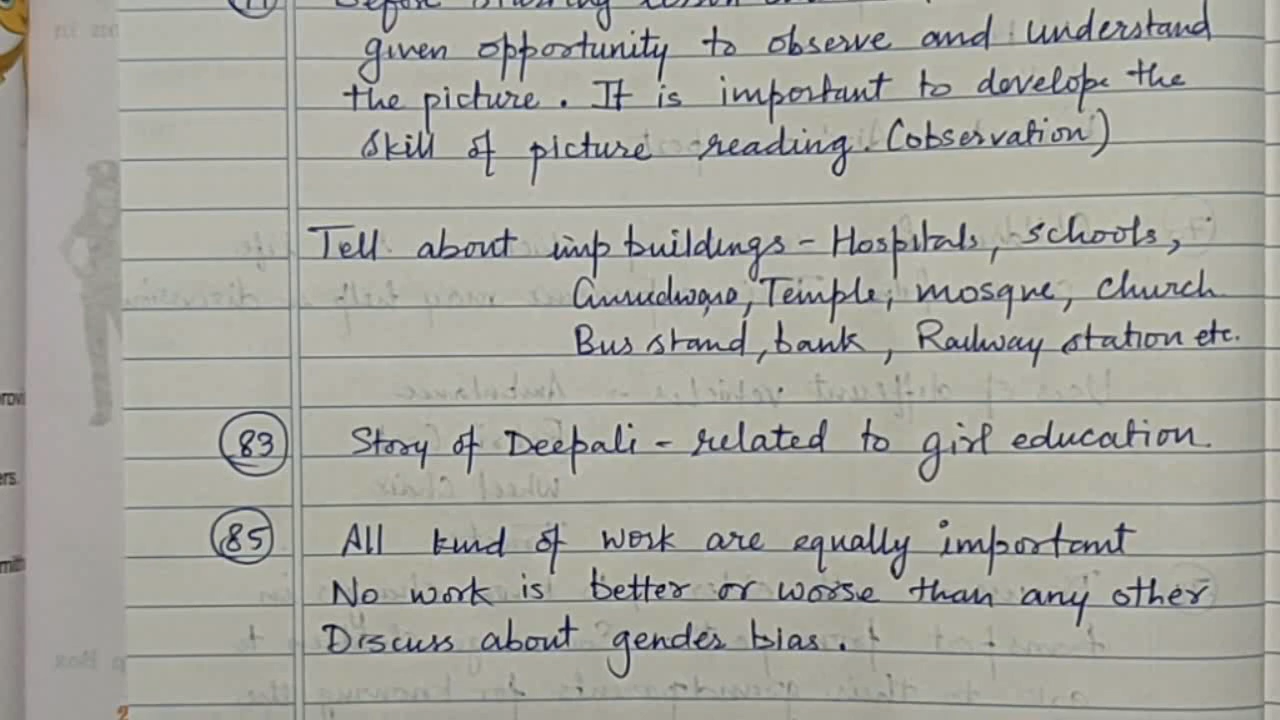 given opportunity to observe and understand
the picture. It is important to develope the
skill of picture reading. (observation)
Tell about imp buildings - Hospitals, schools,
Gurudwara, Temple, mosque, church
Bus stand, bank, Railway station etc.
83 Story of Deepali - related to girl education.
85 All kind of work are equally important
No work is better or worse than any other
Discuss about gender bias.